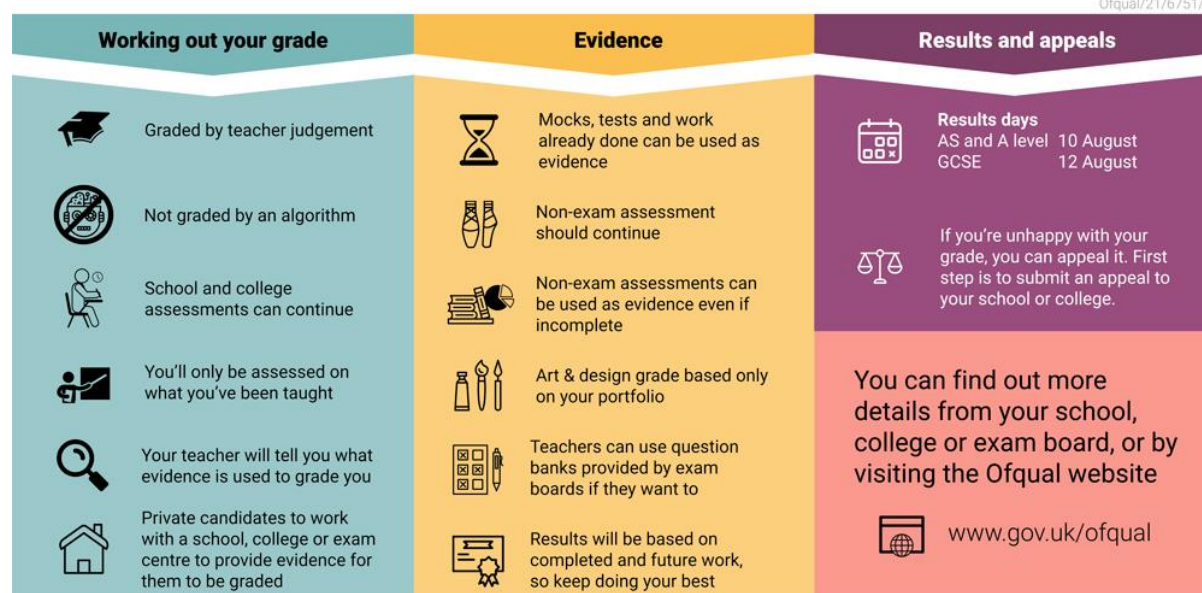 Ofqual/21/6751/
Working out your grade
Graded by teacher judgement
Not graded by an algorithm
School and college
assessments can continue
You'll only be assessed on
what you've been taught
Your teacher will tell you what
evidence is used to grade you
Private candidates to work
with a school, college or exam
centre to provide evidence for
them to be graded
Evidence
Mocks, tests and work
already done can be used as
evidence
Non-exam assessment
should continue
Non-exam assessments can
be used as evidence even if
incomplete
Art & design grade based only
on your portfolio
Teachers can use question
banks provided by exam
boards if they want to
Results will be based on
completed and future work,
so keep doing your best
Results and appeals
Results days
AS and A level 10 August
GCSE 12 August
If you're unhappy with your
grade, you can appeal it. First
step is to submit an appeal to
your school or college.
You can find out more
details from your school,
college or exam board, or by
visiting the Ofqual website
www.gov.uk/ofqual